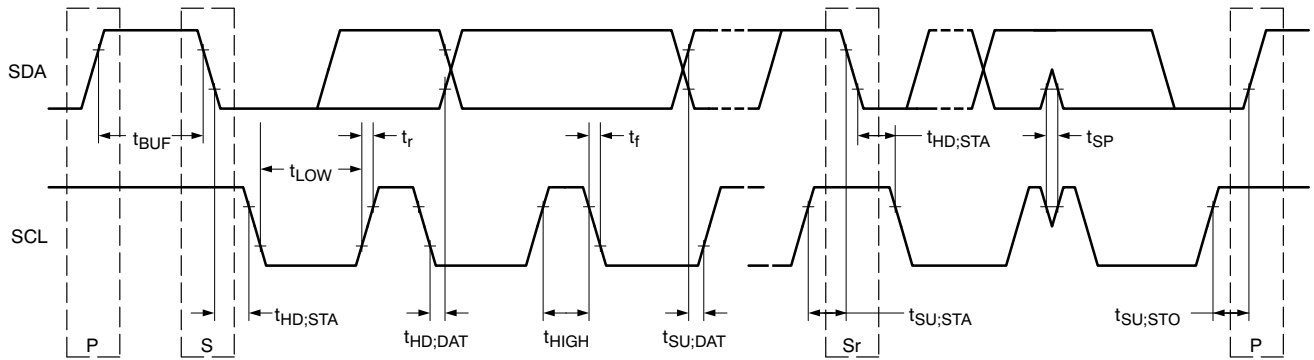 SDA
t_BUF
t_LOW
t_r
t_f
t_HD;STA
t_SP
SCL
t_HD;STA
t_HD;DAT
t_HIGH
t_SU;DAT
t_SU;STA
t_SU;STO
P
S
Sr
P